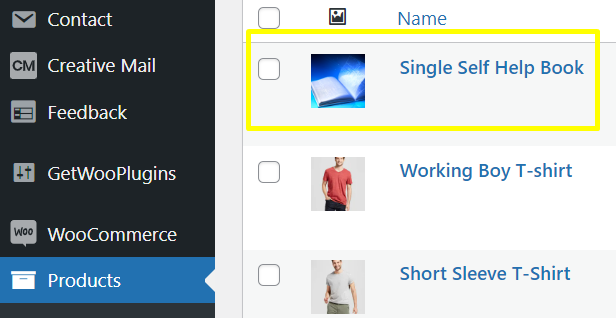 Contact
CM Creative Mail
Feedback
GetWooPlugins
Woo WooCommerce
Products
Name
Single Self Help Book
Working Boy T-shirt
Short Sleeve T-Shirt